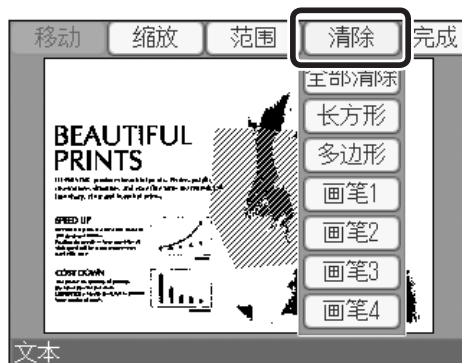 移动 缩放 范围 清除 完成
全部清除
长方形
多边形
画笔1
画笔2
画笔3
画笔4
BEAUTIFUL
PRINTS
SPEED UP
COST DOWN
文本